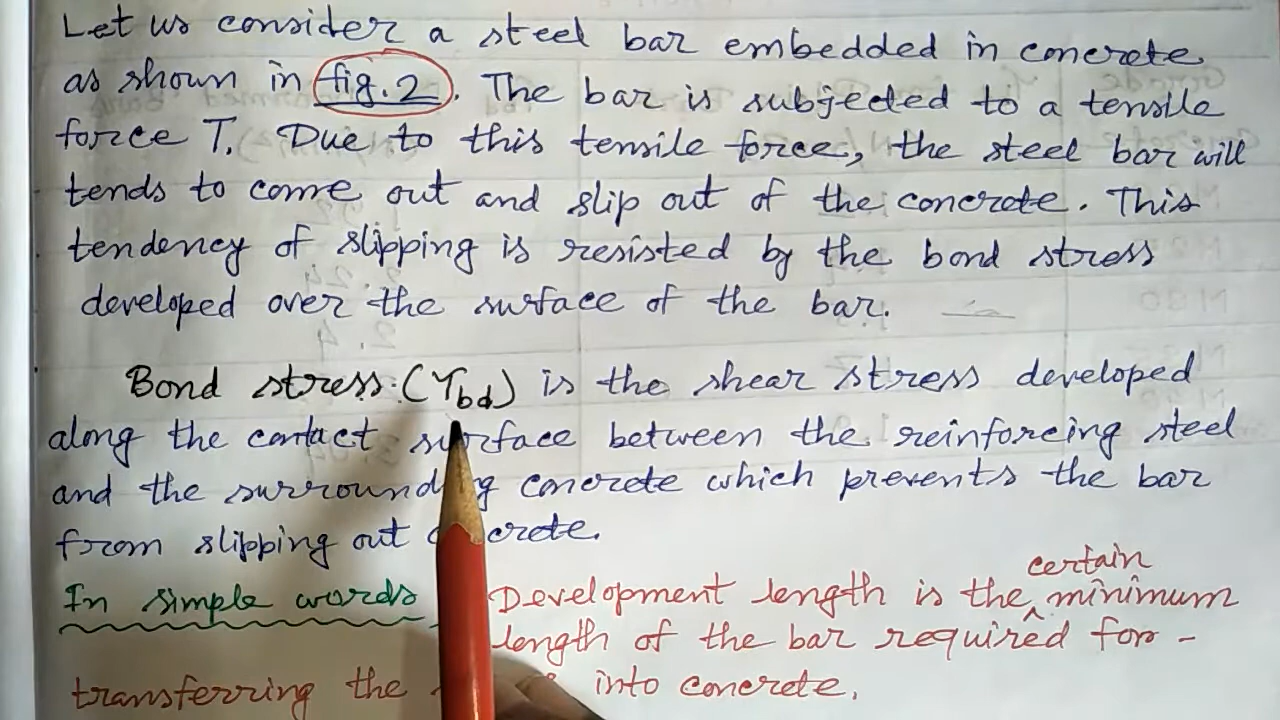 Let us consider a steel bar embedded in concrete
as shown in fig. 2. The bar is subjected to a tensile
force T. Due to this tensile force, the steel bar will
tends to come out and slip out of the concrete. This
tendency of slipping is resisted by the bond stress
developed over the surface of the bar.
Bond stress (τbd) is the shear stress developed
along the contact surface between the reinforcing steel
and the surrounding concrete which prevents the bar
from slipping out crete.
In simple words
certain
Development length is the ^ minimum
length of the bar required for -
transferring the into concrete.